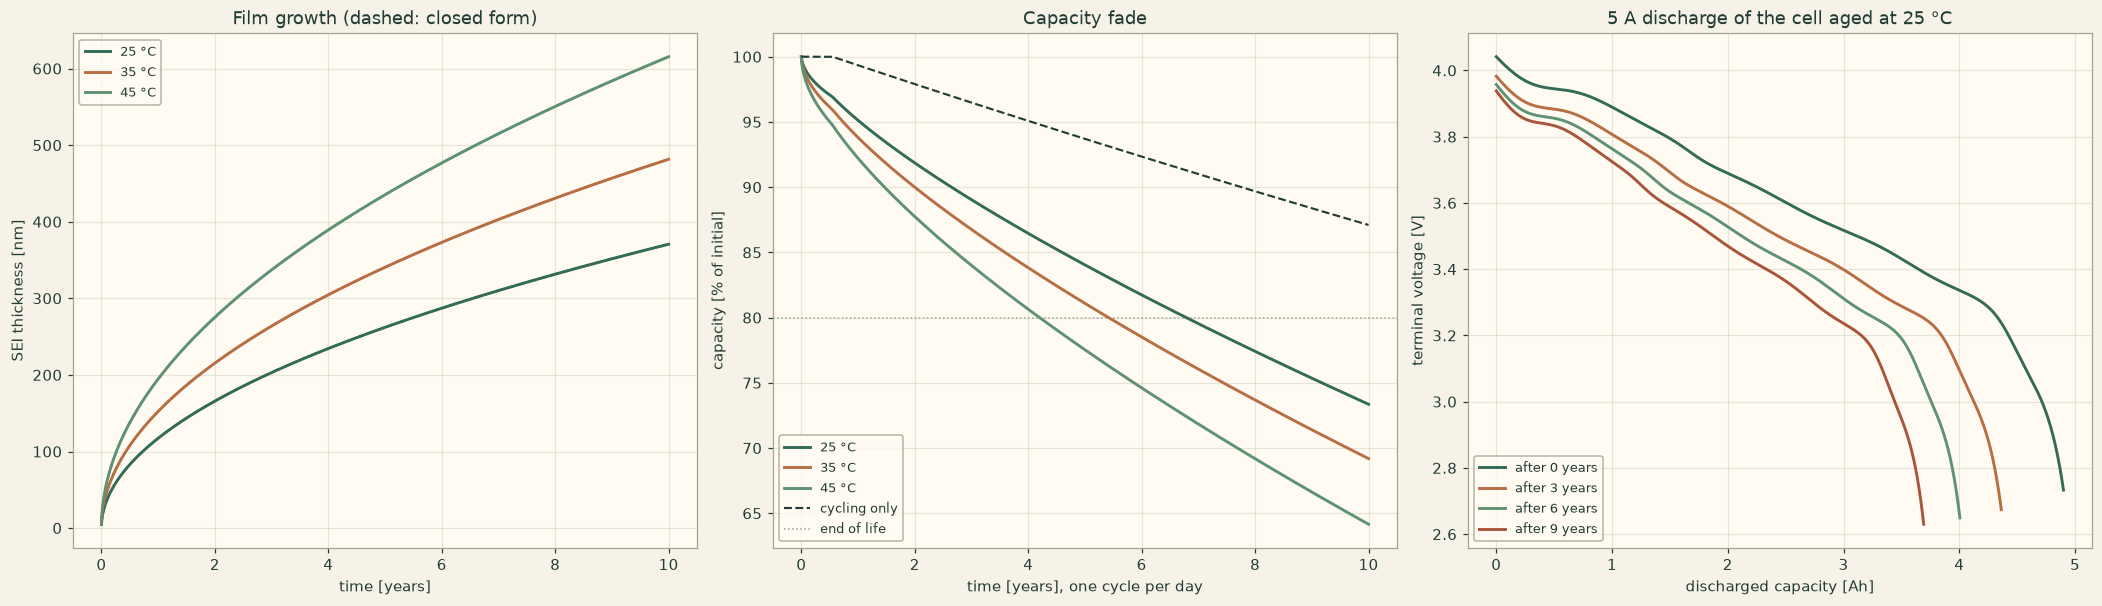 Film growth (dashed: closed form)
SEI thickness [nm]
600
500
400
300
200
100
0
25 °C
35 °C
45 °C
0 2 4 6 8 10
time [years]
Capacity fade
capacity [% of initial]
100
95
90
85
80
75
70
65
25 °C
35 °C
45 °C
cycling only
end of life
0 2 4 6 8 10
time [years], one cycle per day
5 A discharge of the cell aged at 25 °C
terminal voltage [V]
4.0
3.8
3.6
3.4
3.2
3.0
2.8
2.6
after 0 years
after 3 years
after 6 years
after 9 years
0 1 2 3 4 5
discharged capacity [Ah]